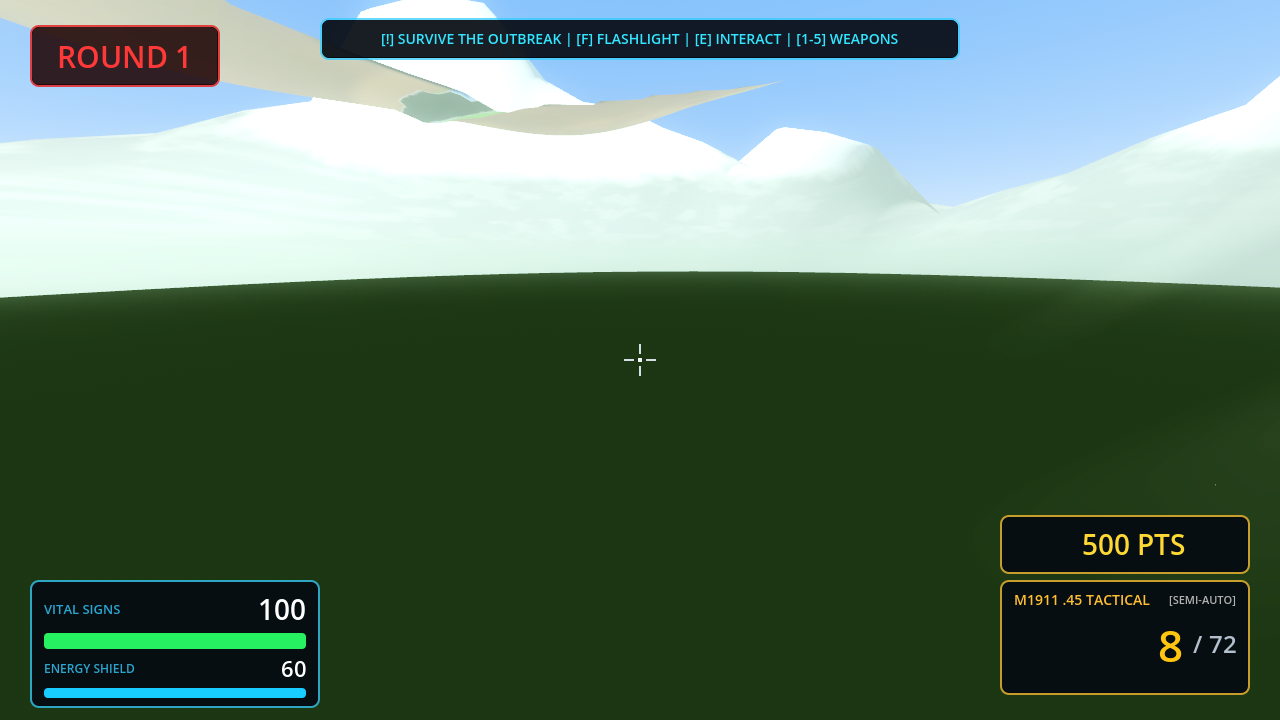 ROUND 1
[!] SURVIVE THE OUTBREAK | [F] FLASHLIGHT | [E] INTERACT | [1-5] WEAPONS
500 PTS
VITAL SIGNS 100
ENERGY SHIELD 60
M1911 .45 TACTICAL [SEMI-AUTO]
8 / 72